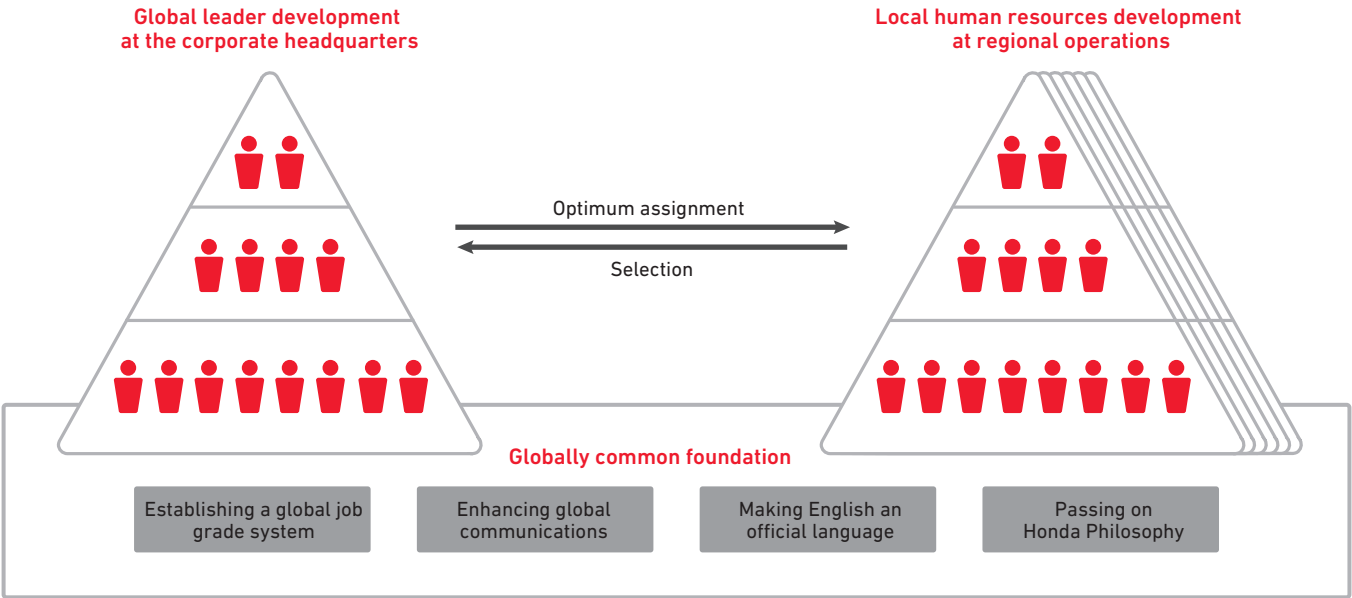 Global leader development
at the corporate headquarters
Local human resources development
at regional operations
Optimum assignment
Selection
Globally common foundation
Establishing a global job
grade system
Enhancing global
communications
Making English an
official language
Passing on
Honda Philosophy